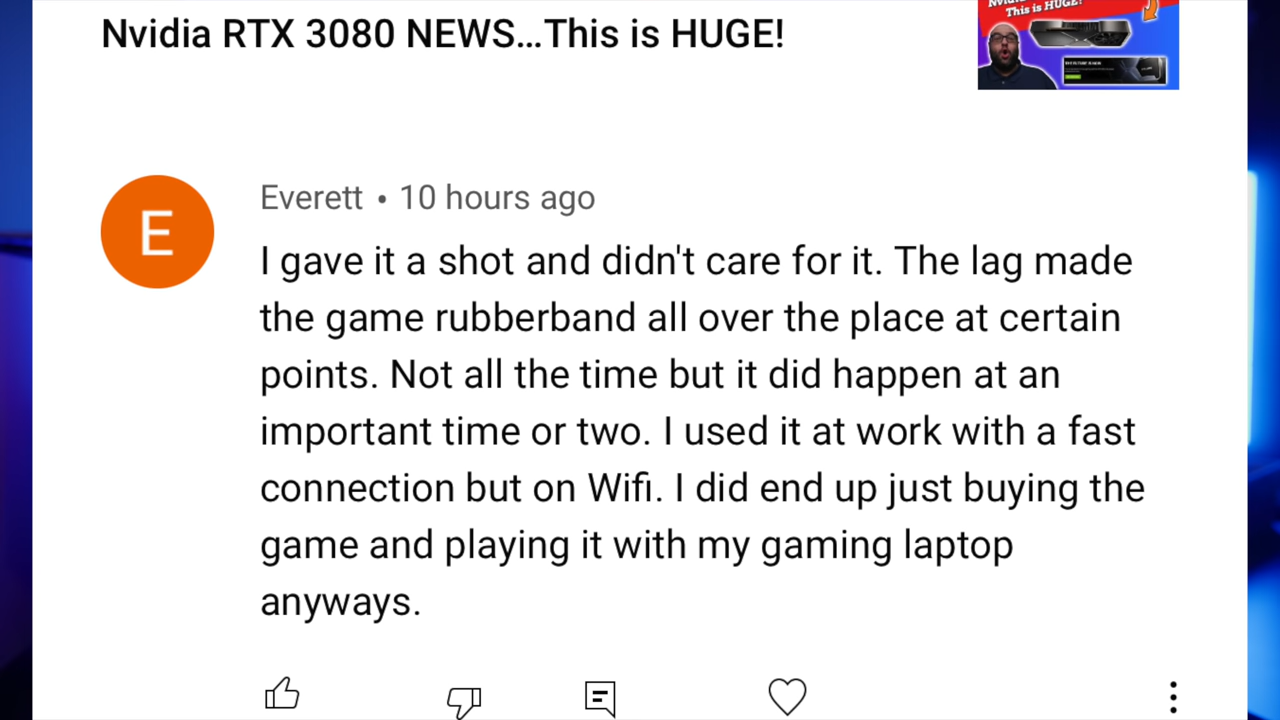 Nvidia RTX 3080 NEWS...This is HUGE!
This is HUGE!
E
Everett • 10 hours ago
I gave it a shot and didn't care for it. The lag made
the game rubberband all over the place at certain
points. Not all the time but it did happen at an
important time or two. I used it at work with a fast
connection but on Wifi. I did end up just buying the
game and playing it with my gaming laptop
anyways.